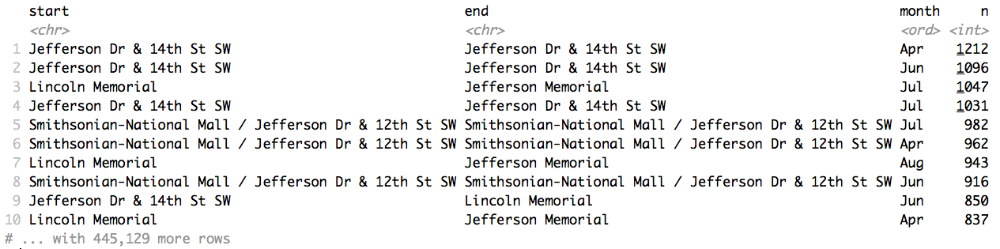 start end month n
<chr> <chr> <ord> <int>
1 Jefferson Dr & 14th St SW Jefferson Dr & 14th St SW Apr 1212
2 Jefferson Dr & 14th St SW Jefferson Dr & 14th St SW Jun 1096
3 Lincoln Memorial Jefferson Memorial Jul 1047
4 Jefferson Dr & 14th St SW Jefferson Dr & 14th St SW Jul 1031
5 Smithsonian-National Mall / Jefferson Dr & 12th St SW Smithsonian-National Mall / Jefferson Dr & 12th St SW Jul 982
6 Smithsonian-National Mall / Jefferson Dr & 12th St SW Smithsonian-National Mall / Jefferson Dr & 12th St SW Apr 962
7 Lincoln Memorial Jefferson Memorial Aug 943
8 Smithsonian-National Mall / Jefferson Dr & 12th St SW Smithsonian-National Mall / Jefferson Dr & 12th St SW Jun 916
9 Jefferson Dr & 14th St SW Lincoln Memorial Jun 850
10 Lincoln Memorial Jefferson Memorial Apr 837
# ... with 445,129 more rows